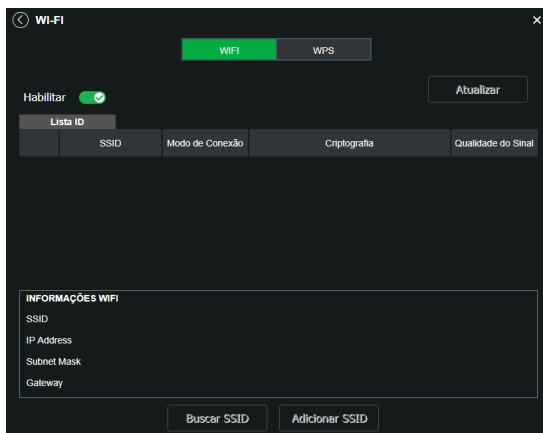 WI-FI
WIFI
WPS
Habilitar
Atualizar
Lista ID
SSID
Modo de Conexão
Criptografia
Qualidade do Sinal
INFORMAÇÕES WIFI
SSID
IP Address
Subnet Mask
Gateway
Buscar SSID
Adicionar SSID